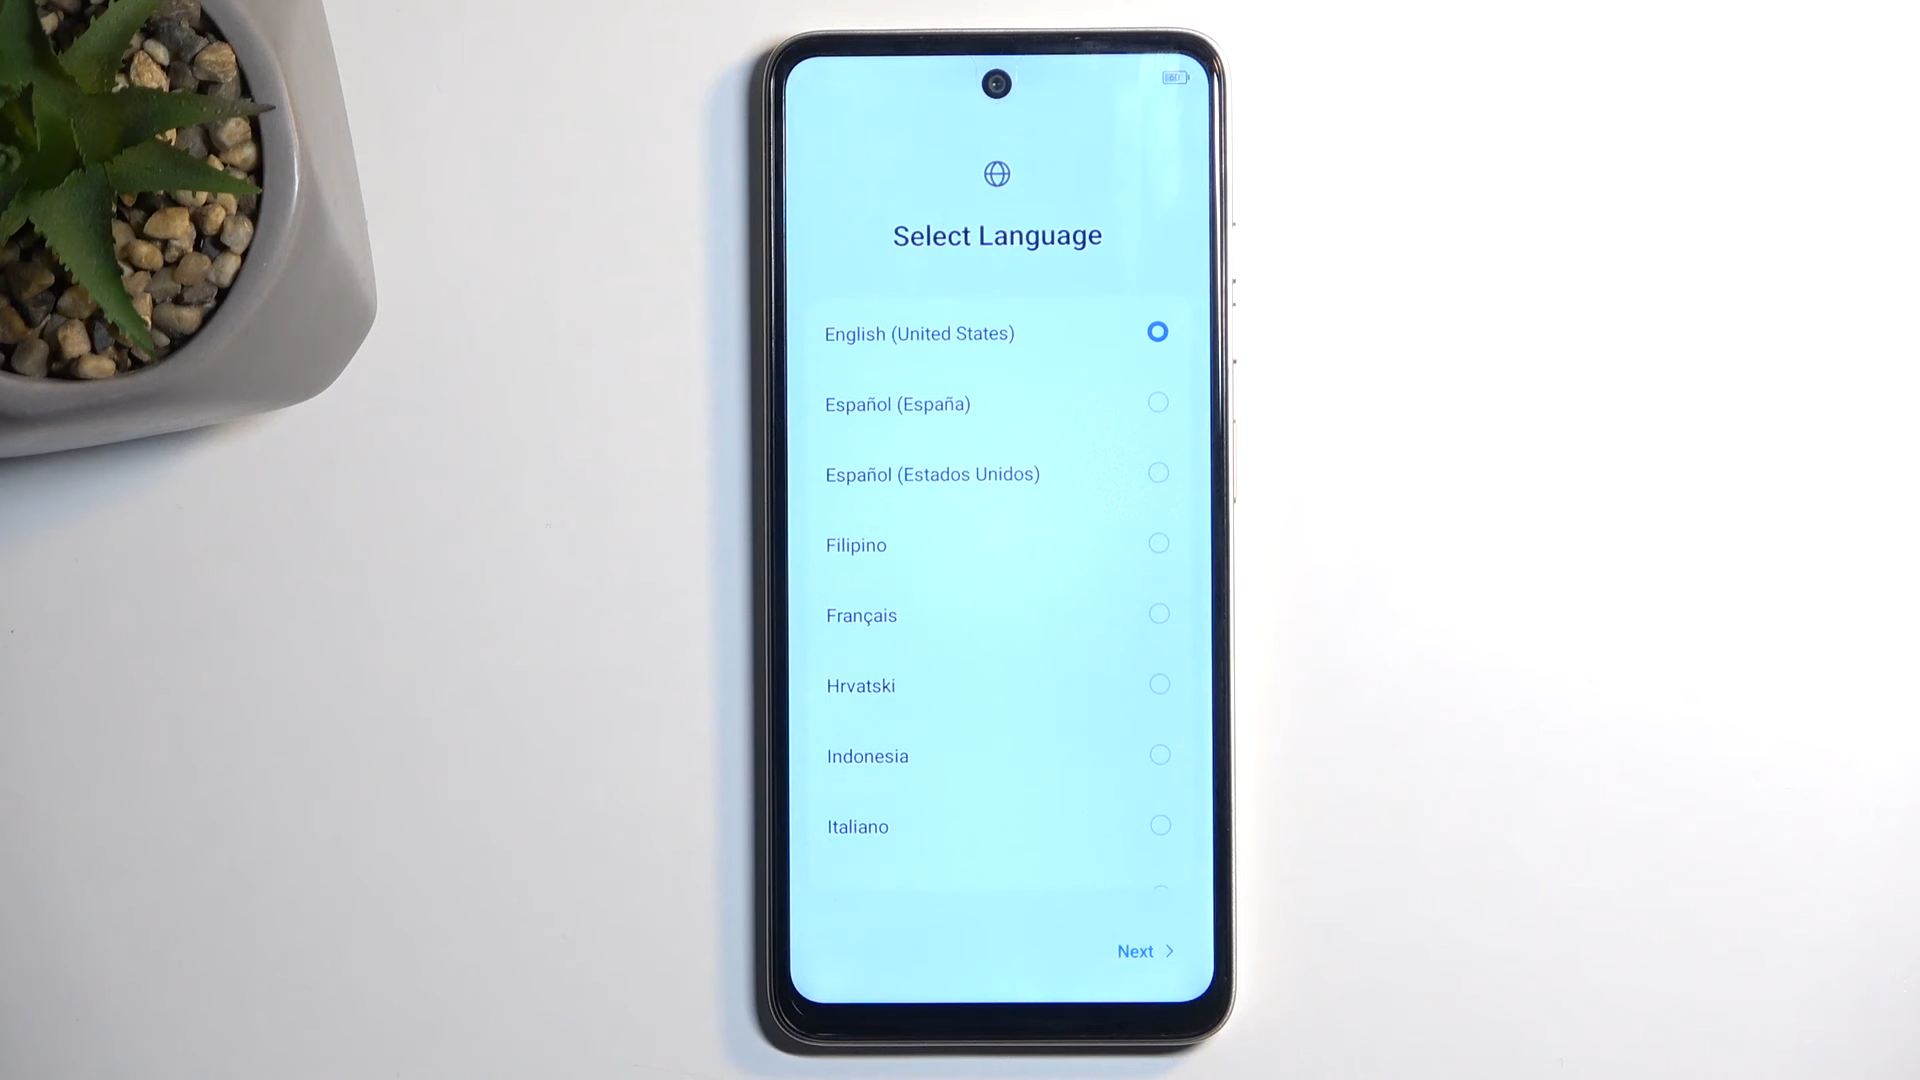 Select Language
English (United States)
Español (España)
Español (Estados Unidos)
Filipino
Français
Hrvatski
Indonesia
Italiano
Next